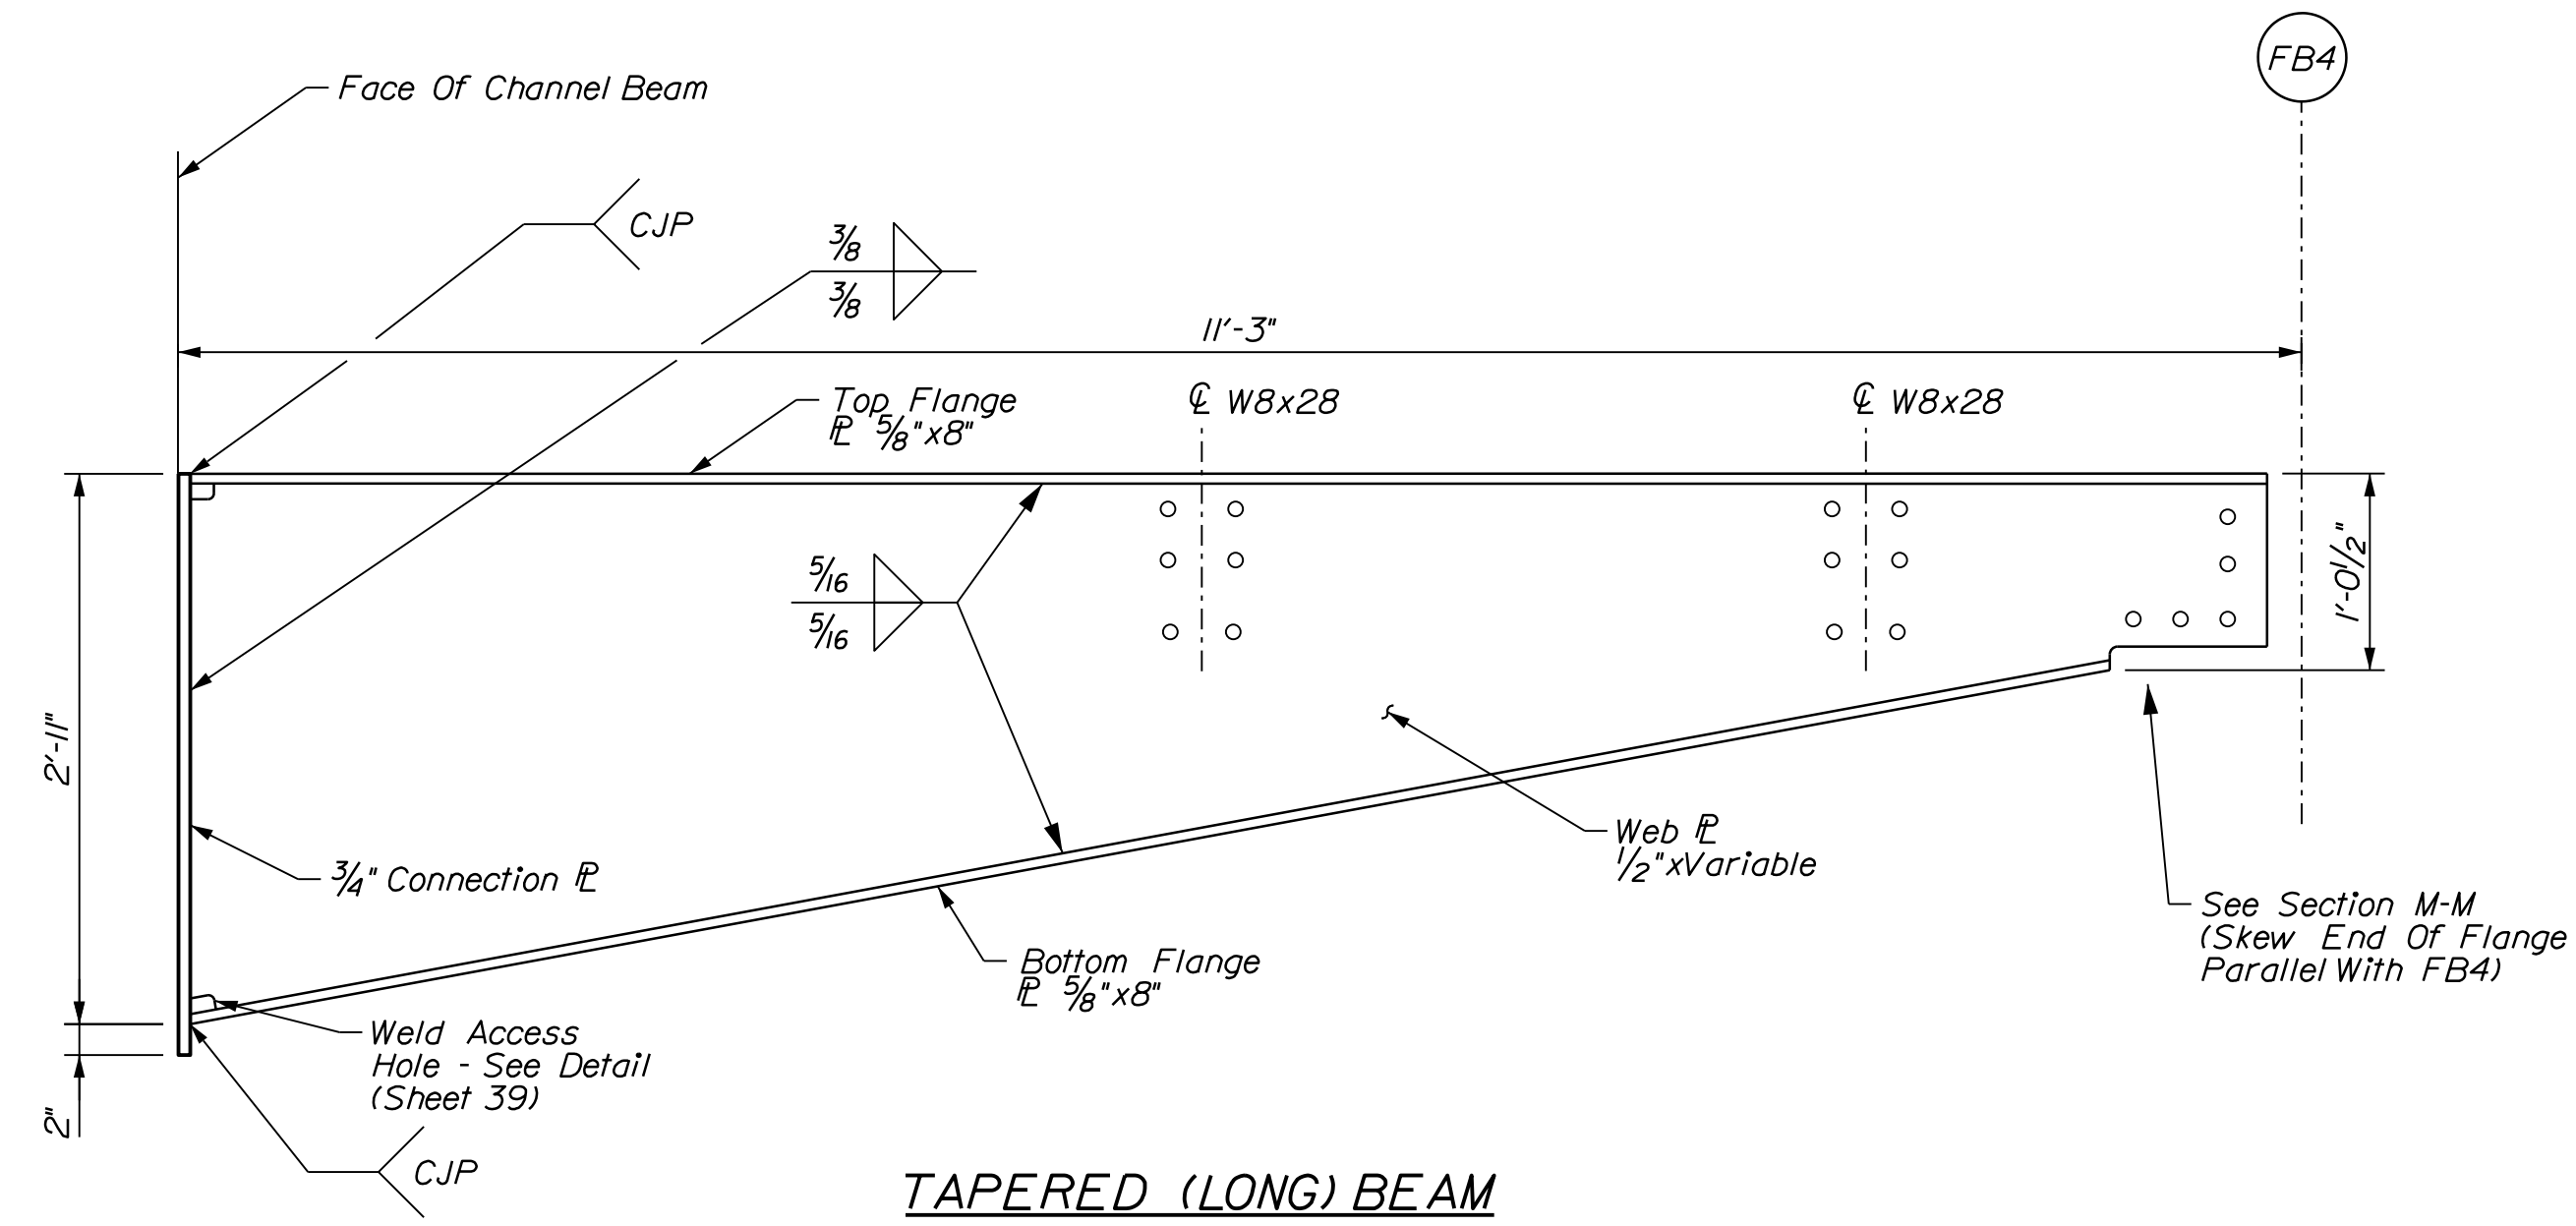 FB4
Face Of Channel Beam
CJP
3/8
3/8
11'-3"
Top Flange
℄ W8x28
℄ W8x28
PL 5/8"x8"
1'-0 1/2"
5/16
5/16
2'-11"
Web PL
1/2"xVariable
3/4" Connection PL
See Section M-M
(Skew End Of Flange
Parallel With FB4)
Bottom Flange
PL 5/8"x8"
Weld Access
Hole - See Detail
(Sheet 39)
2"
CJP
TAPERED (LONG) BEAM